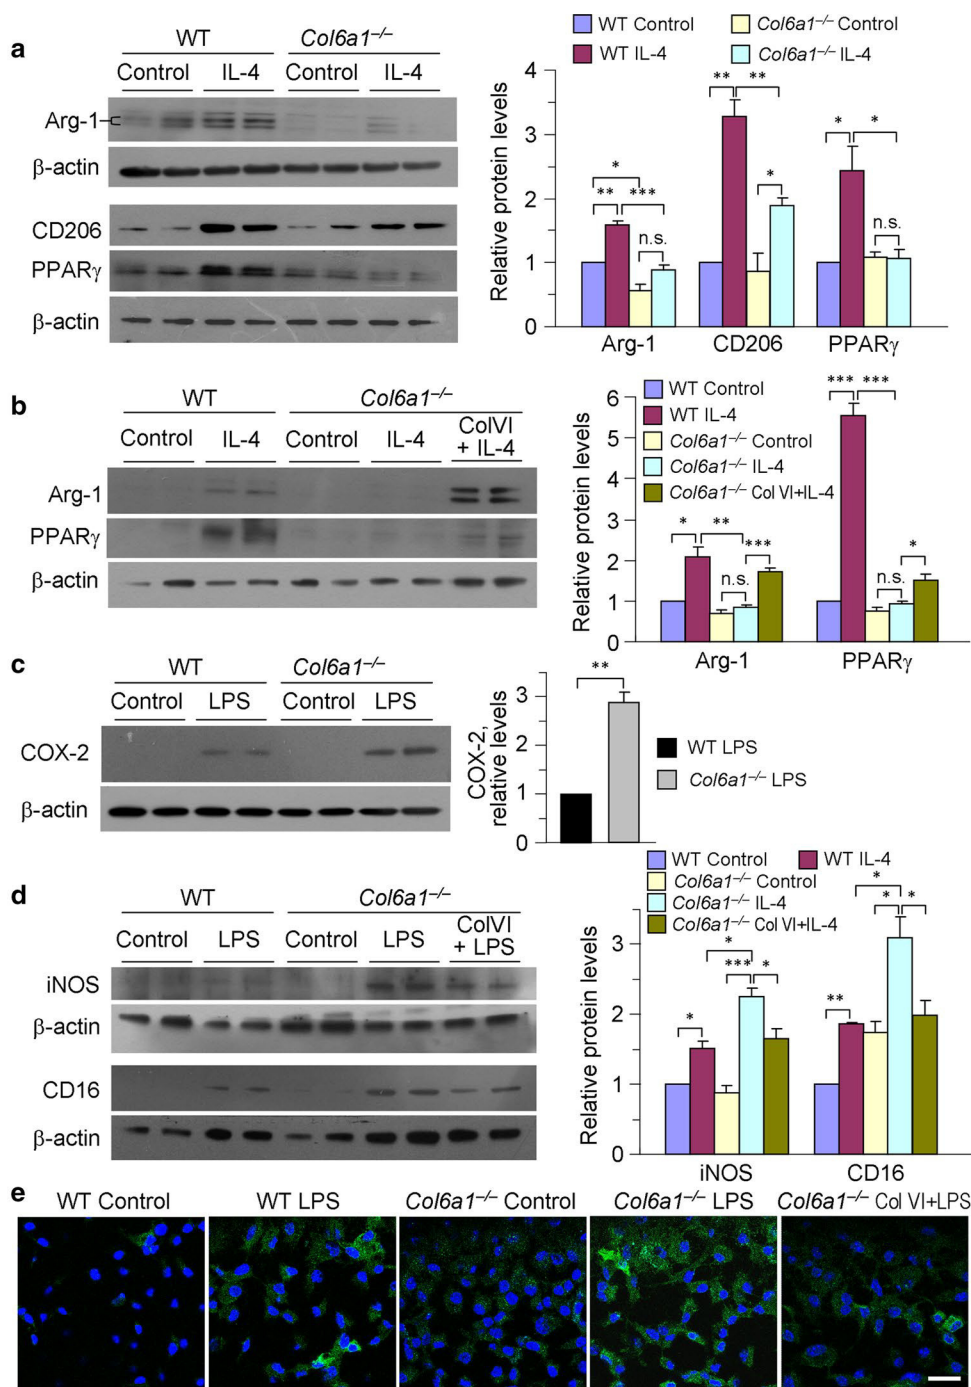 a
WT Col6a1–/–
Control IL-4 Control IL-4
Arg-1
β-actin
CD206
PPARγ
β-actin
WT Control Col6a1–/– Control
WT IL-4 Col6a1–/– IL-4
Relative protein levels
4
3
2
1
0
** ** * *
* *
** *** n.s.
n.s.
Arg-1 CD206 PPARγ
b
WT Col6a1–/–
Control IL-4 Control IL-4 ColVI
+ IL-4
Arg-1
PPARγ
β-actin
WT Control
WT IL-4
Col6a1–/– Control
Col6a1–/– IL-4
Col6a1–/– Col VI+IL-4
Relative protein levels
6
5
4
3
2
1
0
*** ***
* ** *** *
n.s. n.s.
Arg-1 PPARγ
c
WT Col6a1–/–
Control LPS Control LPS
COX-2
β-actin
COX-2,
relative levels
3
2
1
0
**
WT LPS
Col6a1–/– LPS
d
WT Col6a1–/–
Control LPS Control LPS ColVI
+ LPS
iNOS
β-actin
CD16
β-actin
WT Control WT IL-4
Col6a1–/– Control
Col6a1–/– IL-4
Col6a1–/– Col VI+IL-4
Relative protein levels
3
2
1
0
*
* *
*
*** *
* **
iNOS CD16
e
WT Control WT LPS Col6a1–/– Control Col6a1–/– LPS Col6a1–/– Col VI+LPS